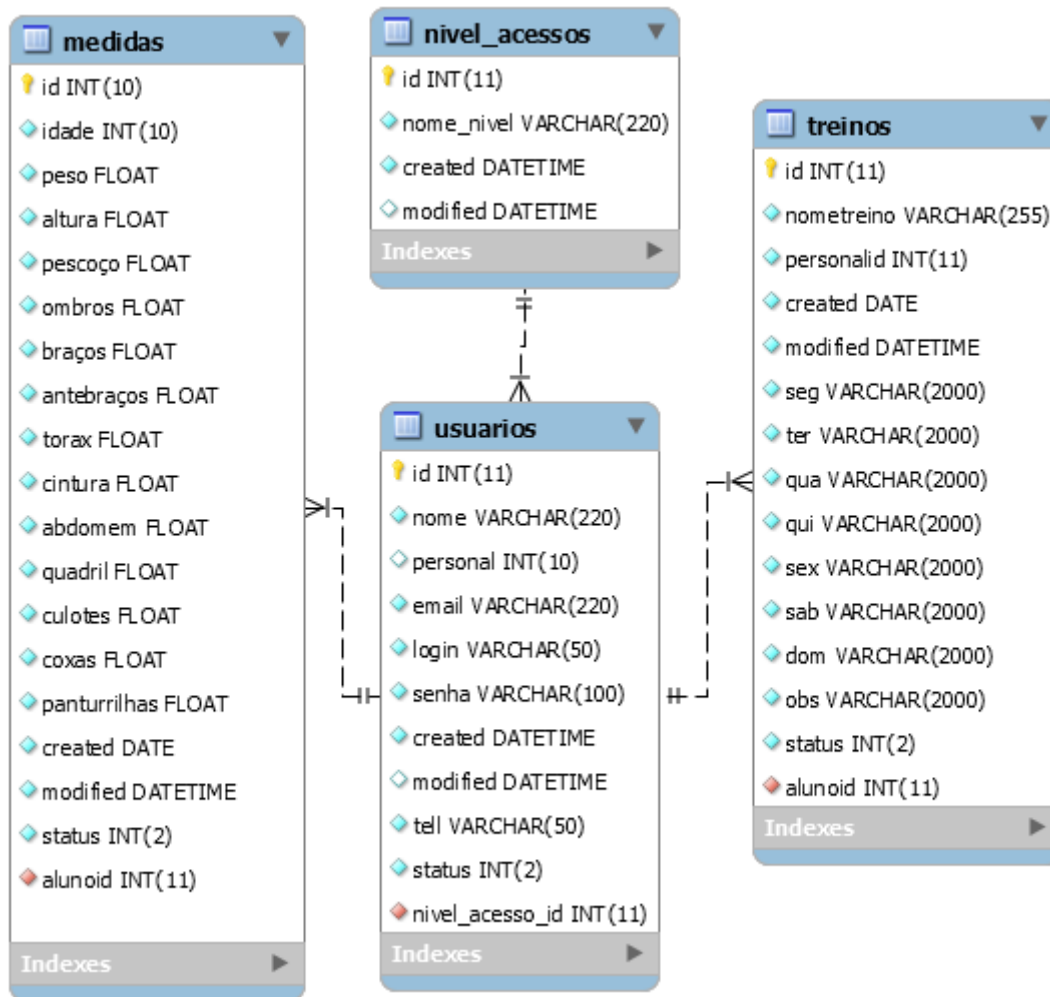 medidas
id INT(10)
idade INT(10)
peso FLOAT
altura FLOAT
pescoço FLOAT
ombros FLOAT
braços FLOAT
antebraços FLOAT
torax FLOAT
cintura FLOAT
abdomem FLOAT
quadril FLOAT
culotes FLOAT
coxas FLOAT
panturrilhas FLOAT
created DATE
modified DATETIME
status INT(2)
alunoid INT(11)
Indexes
nivel_acessos
id INT(11)
nome_nivel VARCHAR(220)
created DATETIME
modified DATETIME
Indexes
usuarios
id INT(11)
nome VARCHAR(220)
personal INT(10)
email VARCHAR(220)
login VARCHAR(50)
senha VARCHAR(100)
created DATETIME
modified DATETIME
tell VARCHAR(50)
status INT(2)
nivel_acesso_id INT(11)
Indexes
treinos
id INT(11)
nometreino VARCHAR(255)
personalid INT(11)
created DATE
modified DATETIME
seg VARCHAR(2000)
ter VARCHAR(2000)
qua VARCHAR(2000)
qui VARCHAR(2000)
sex VARCHAR(2000)
sab VARCHAR(2000)
dom VARCHAR(2000)
obs VARCHAR(2000)
status INT(2)
alunoid INT(11)
Indexes